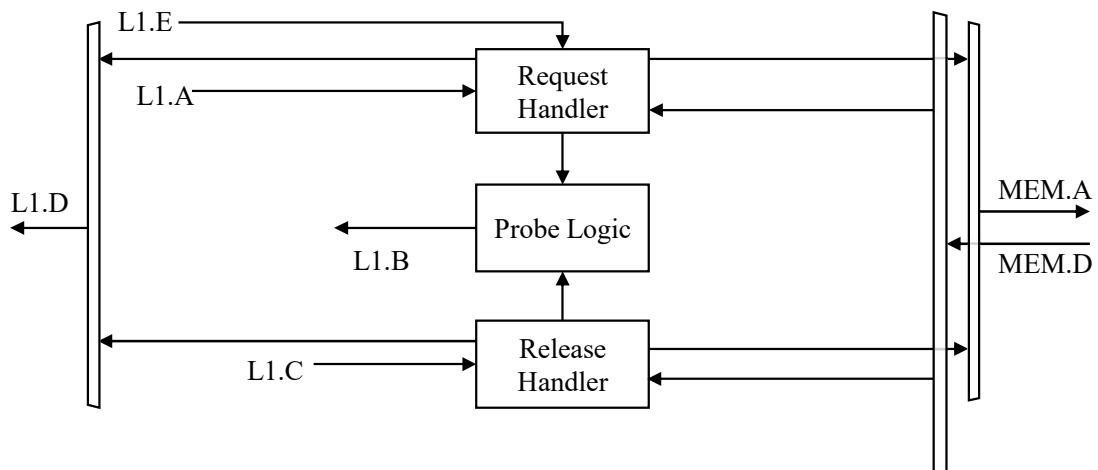 L1.E
Request
Handler
L1.A
MEM.A
L1.D
Probe Logic
L1.B
MEM.D
Release
Handler
L1.C